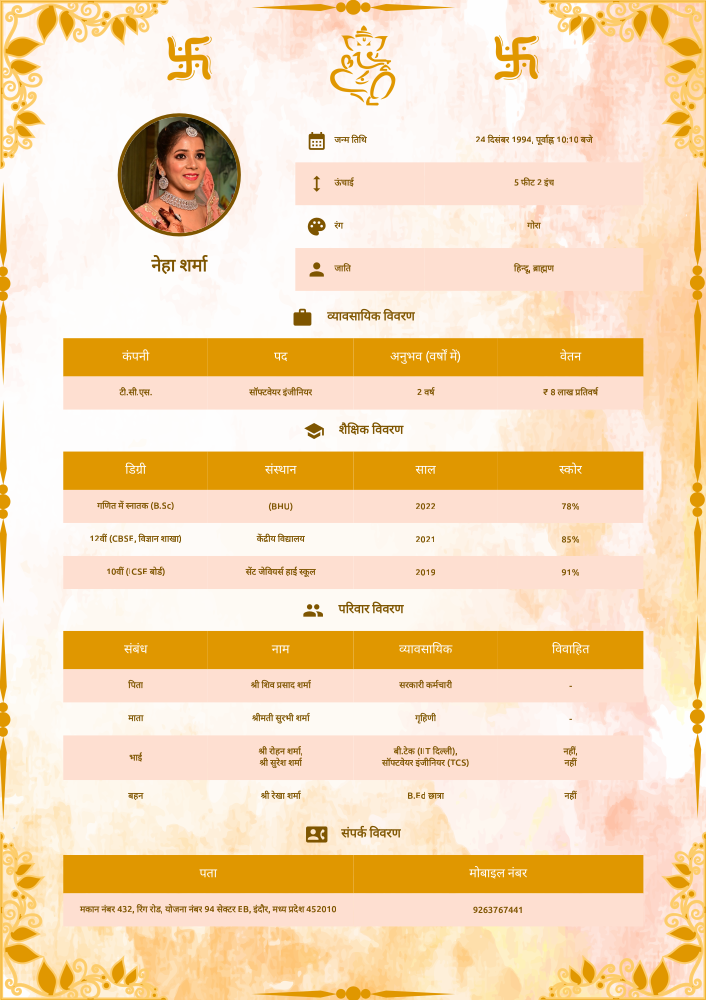 जन्म तिथि 24 दिसंबर 1994, पूर्वाह्न 10:10 बजे
ऊंचाई 5 फीट 2 इंच
रंग गोरा
जाति हिन्दू, ब्राह्मण
नेहा शर्मा
व्यावसायिक विवरण
कंपनी पद अनुभव (वर्षों में) वेतन
टी.सी.एस. सॉफ्टवेयर इंजीनियर 2 वर्ष ₹ 8 लाख प्रतिवर्ष
शैक्षिक विवरण
डिग्री संस्थान साल स्कोर
गणित में स्नातक (B.Sc) (BHU) 2022 78%
12वीं (CBSE, विज्ञान शाखा) केंद्रीय विद्यालय 2021 85%
10वीं (ICSE बोर्ड) सेंट जेवियर्स हाई स्कूल 2019 91%
परिवार विवरण
संबंध नाम व्यावसायिक विवाहित
पिता श्री शिव प्रसाद शर्मा सरकारी कर्मचारी -
माता श्रीमती सुरभी शर्मा गृहिणी -
भाई श्री रोहन शर्मा, बी.टेक (IIT दिल्ली), नहीं,
श्री सुरेश शर्मा सॉफ्टवेयर इंजीनियर (TCS) नहीं
बहन श्री रेखा शर्मा B.Ed छात्रा नहीं
संपर्क विवरण
पता मोबाइल नंबर
मकान नंबर 432, रिंग रोड, योजना नंबर 94 सेक्टर EB, इंदौर, मध्य प्रदेश 452010 9263767441